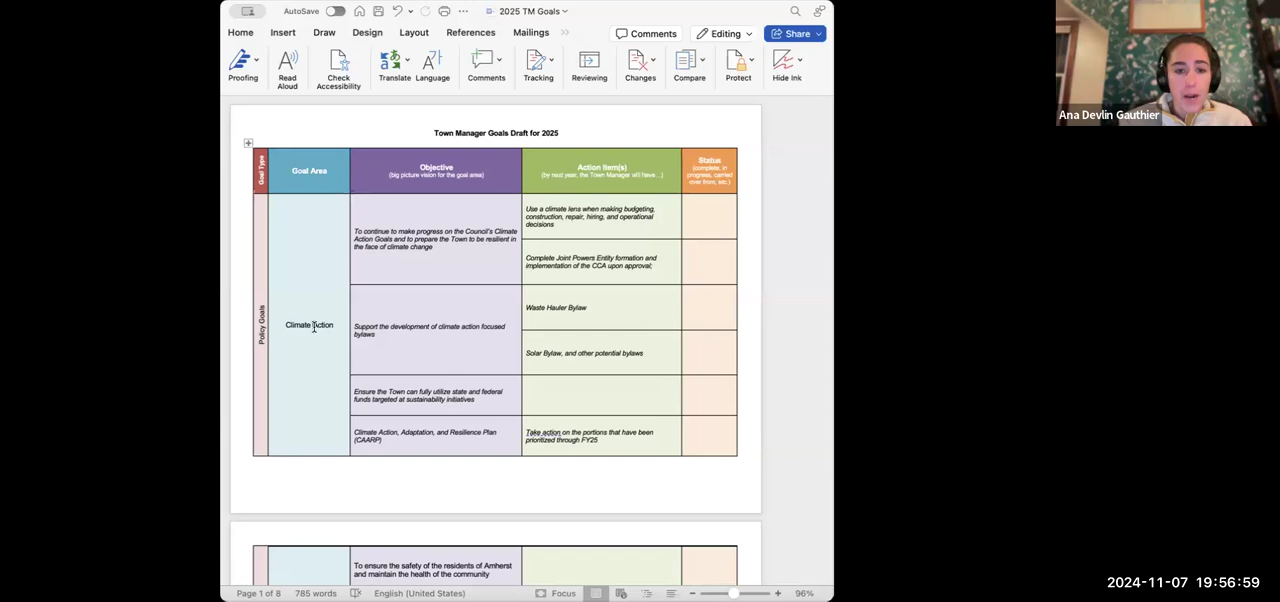 AutoSave
2025 TM Goals
Home Insert Draw Design Layout References Mailings
Comments Editing Share
Proofing
Read Aloud
Check Accessibility
Translate
Language
Comments
Tracking
Reviewing
Changes
Compare
Protect
Hide Ink
Ana Devlin Gauthier
Town Manager Goals Draft for 2025
Goal Type
Goal Area
Objective
(big picture vision for the goal area)
Action Item(s)
(by next year, the Town Manager will have…)
Status
(complete, in
progress, carried
over from, etc.)
Policy Goals
Climate Action
To continue to make progress on the Council's Climate
Action Goals and to prepare the Town to be resilient in
the face of climate change
Use a climate lens when making budgeting,
construction, repair, hiring, and operational
decisions
Complete Joint Powers Entity formation and
implementation of the CCA upon approval;
Support the development of climate action focused
bylaws
Waste Hauler Bylaw
Solar Bylaw, and other potential bylaws
Ensure the Town can fully utilize state and federal
funds targeted at sustainability initiatives
Climate Action, Adaptation, and Resilience Plan
(CAARP)
Take action on the portions that have been
prioritized through FY25
To ensure the safety of the residents of Amherst
and maintain the health of the community
Page 1 of 8 785 words English (United States) Focus 96%
2024-11-07 19:56:59